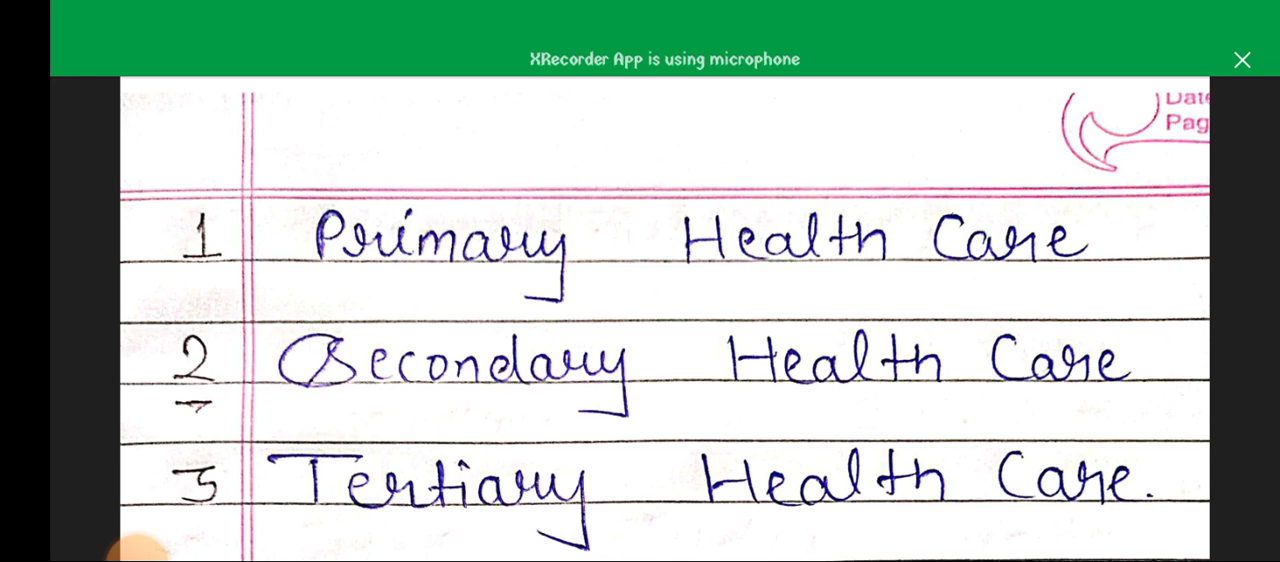 XRecorder App is using microphone
Date
Pag
1 Primary Health Care
2 Secondary Health Care
3 Tertiary Health Care.